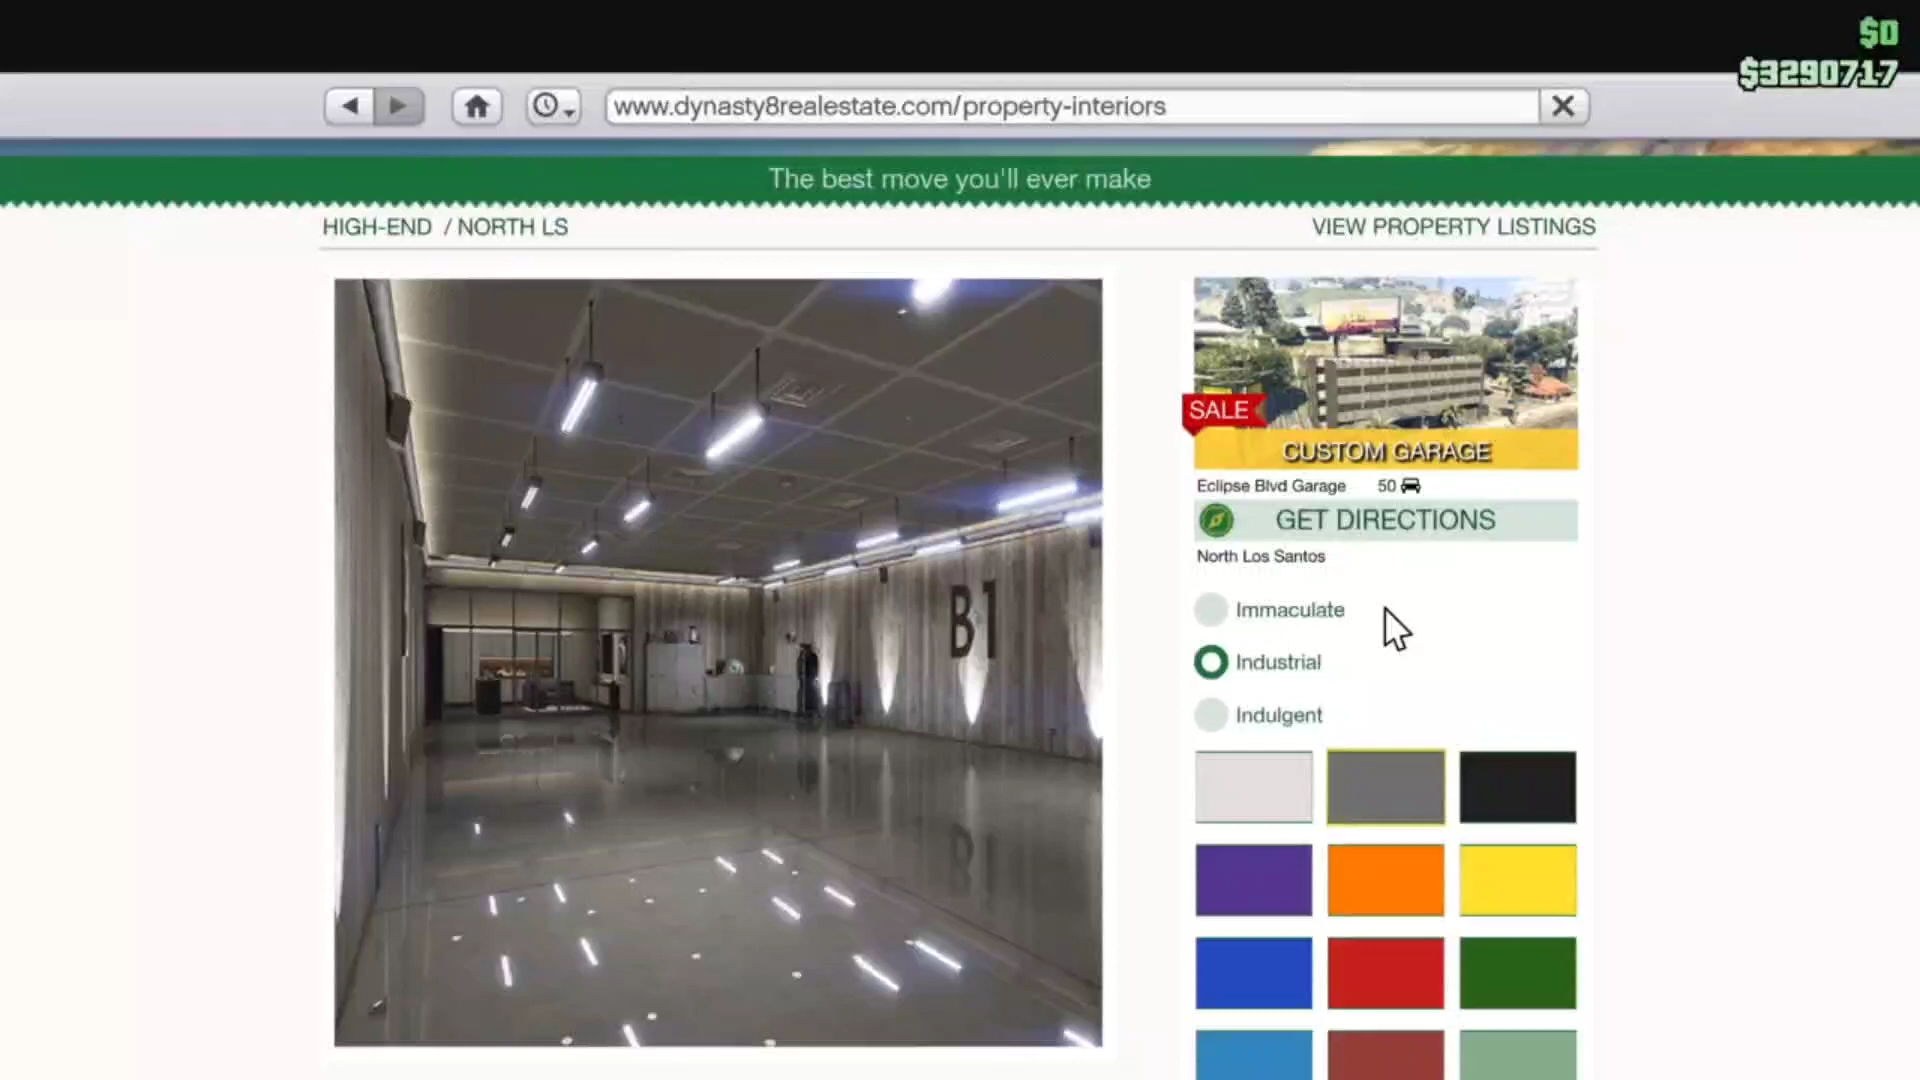 $0
$3290717
www.dynasty8realestate.com/property-interiors
The best move you'll ever make
HIGH-END / NORTH LS
VIEW PROPERTY LISTINGS
SALE
CUSTOM GARAGE
Eclipse Blvd Garage 50
GET DIRECTIONS
North Los Santos
Immaculate
Industrial
Indulgent
B1